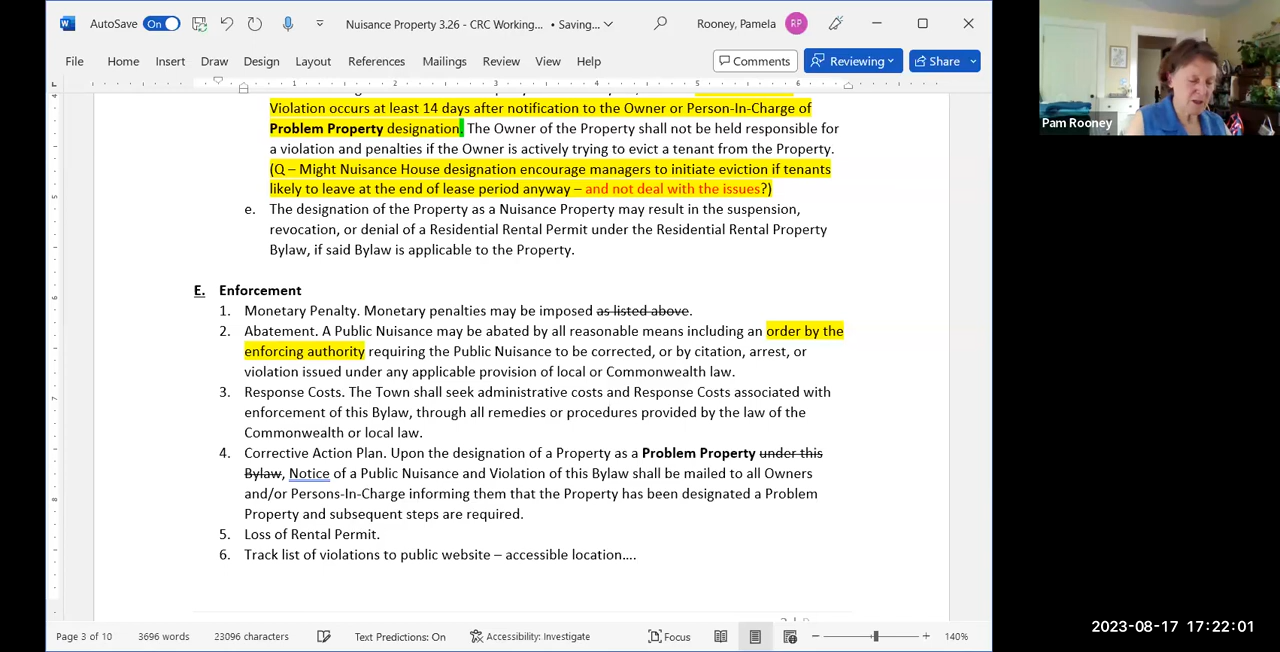 AutoSave On Nuisance Property 3.26 - CRC Working... • Saving... Rooney, Pamela RP
File Home Insert Draw Design Layout References Mailings Review View Help Comments Reviewing Share
1 2 3 4 5 6
Violation occurs at least 14 days after notification to the Owner or Person-In-Charge of
Problem Property designation. The Owner of the Property shall not be held responsible for
a violation and penalties if the Owner is actively trying to evict a tenant from the Property.
(Q – Might Nuisance House designation encourage managers to initiate eviction if tenants
likely to leave at the end of lease period anyway – and not deal with the issues?)
e. The designation of the Property as a Nuisance Property may result in the suspension,
revocation, or denial of a Residential Rental Permit under the Residential Rental Property
Bylaw, if said Bylaw is applicable to the Property.
E. Enforcement
1. Monetary Penalty. Monetary penalties may be imposed as listed above.
2. Abatement. A Public Nuisance may be abated by all reasonable means including an order by the
enforcing authority requiring the Public Nuisance to be corrected, or by citation, arrest, or
violation issued under any applicable provision of local or Commonwealth law.
3. Response Costs. The Town shall seek administrative costs and Response Costs associated with
enforcement of this Bylaw, through all remedies or procedures provided by the law of the
Commonwealth or local law.
4. Corrective Action Plan. Upon the designation of a Property as a Problem Property under this
Bylaw, Notice of a Public Nuisance and Violation of this Bylaw shall be mailed to all Owners
and/or Persons-In-Charge informing them that the Property has been designated a Problem
Property and subsequent steps are required.
5. Loss of Rental Permit.
6. Track list of violations to public website – accessible location....
Page 3 of 10 3696 words 23096 characters Text Predictions: On Accessibility: Investigate Focus 140%
Pam Rooney
2023-08-17 17:22:01